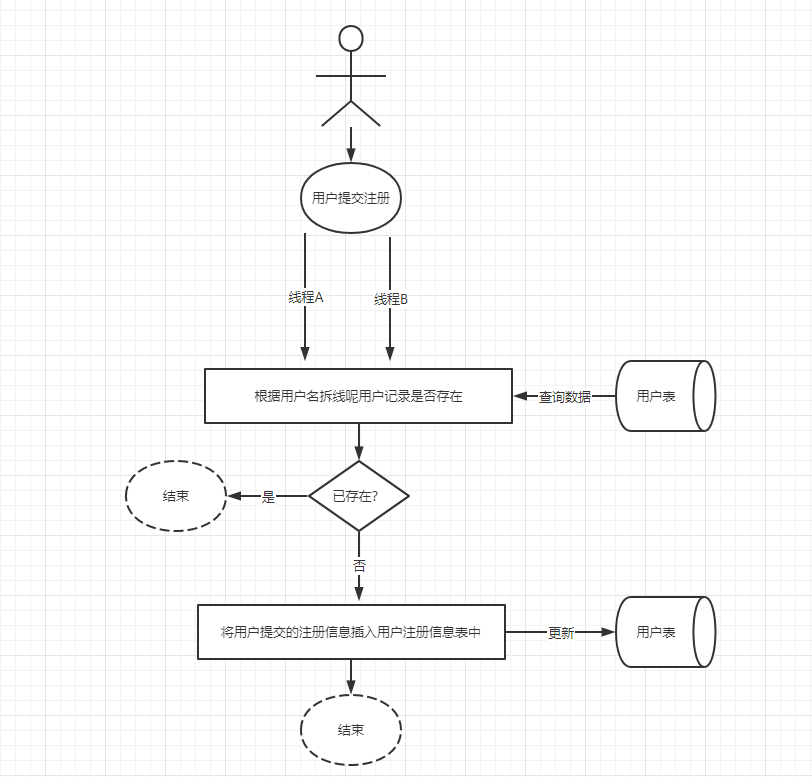 用户提交注册
线程A
线程B
根据用户名拆线呢用户记录是否存在
查询数据
用户表
结束
是
已存在?
否
将用户提交的注册信息插入用户注册信息表中
更新
用户表
结束